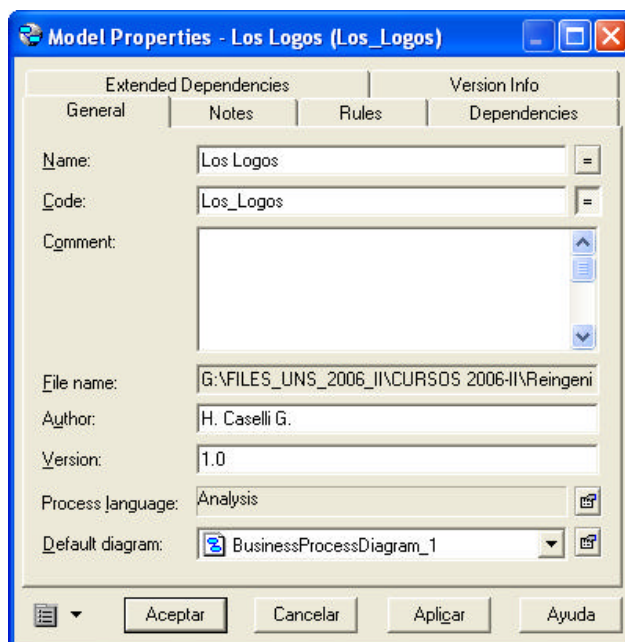 Model Properties - Los Logos (Los_Logos)
Extended Dependencies Version Info
General Notes Rules Dependencies
Name: Los Logos =
Code: Los_Logos =
Comment:
File name: G:\FILES_UNS_2006_II\CURSOS 2006-II\Reingeni
Author: H. Caselli G.
Version: 1.0
Process language: Analysis
Default diagram: BusinessProcessDiagram_1
Aceptar Cancelar Aplicar Ayuda